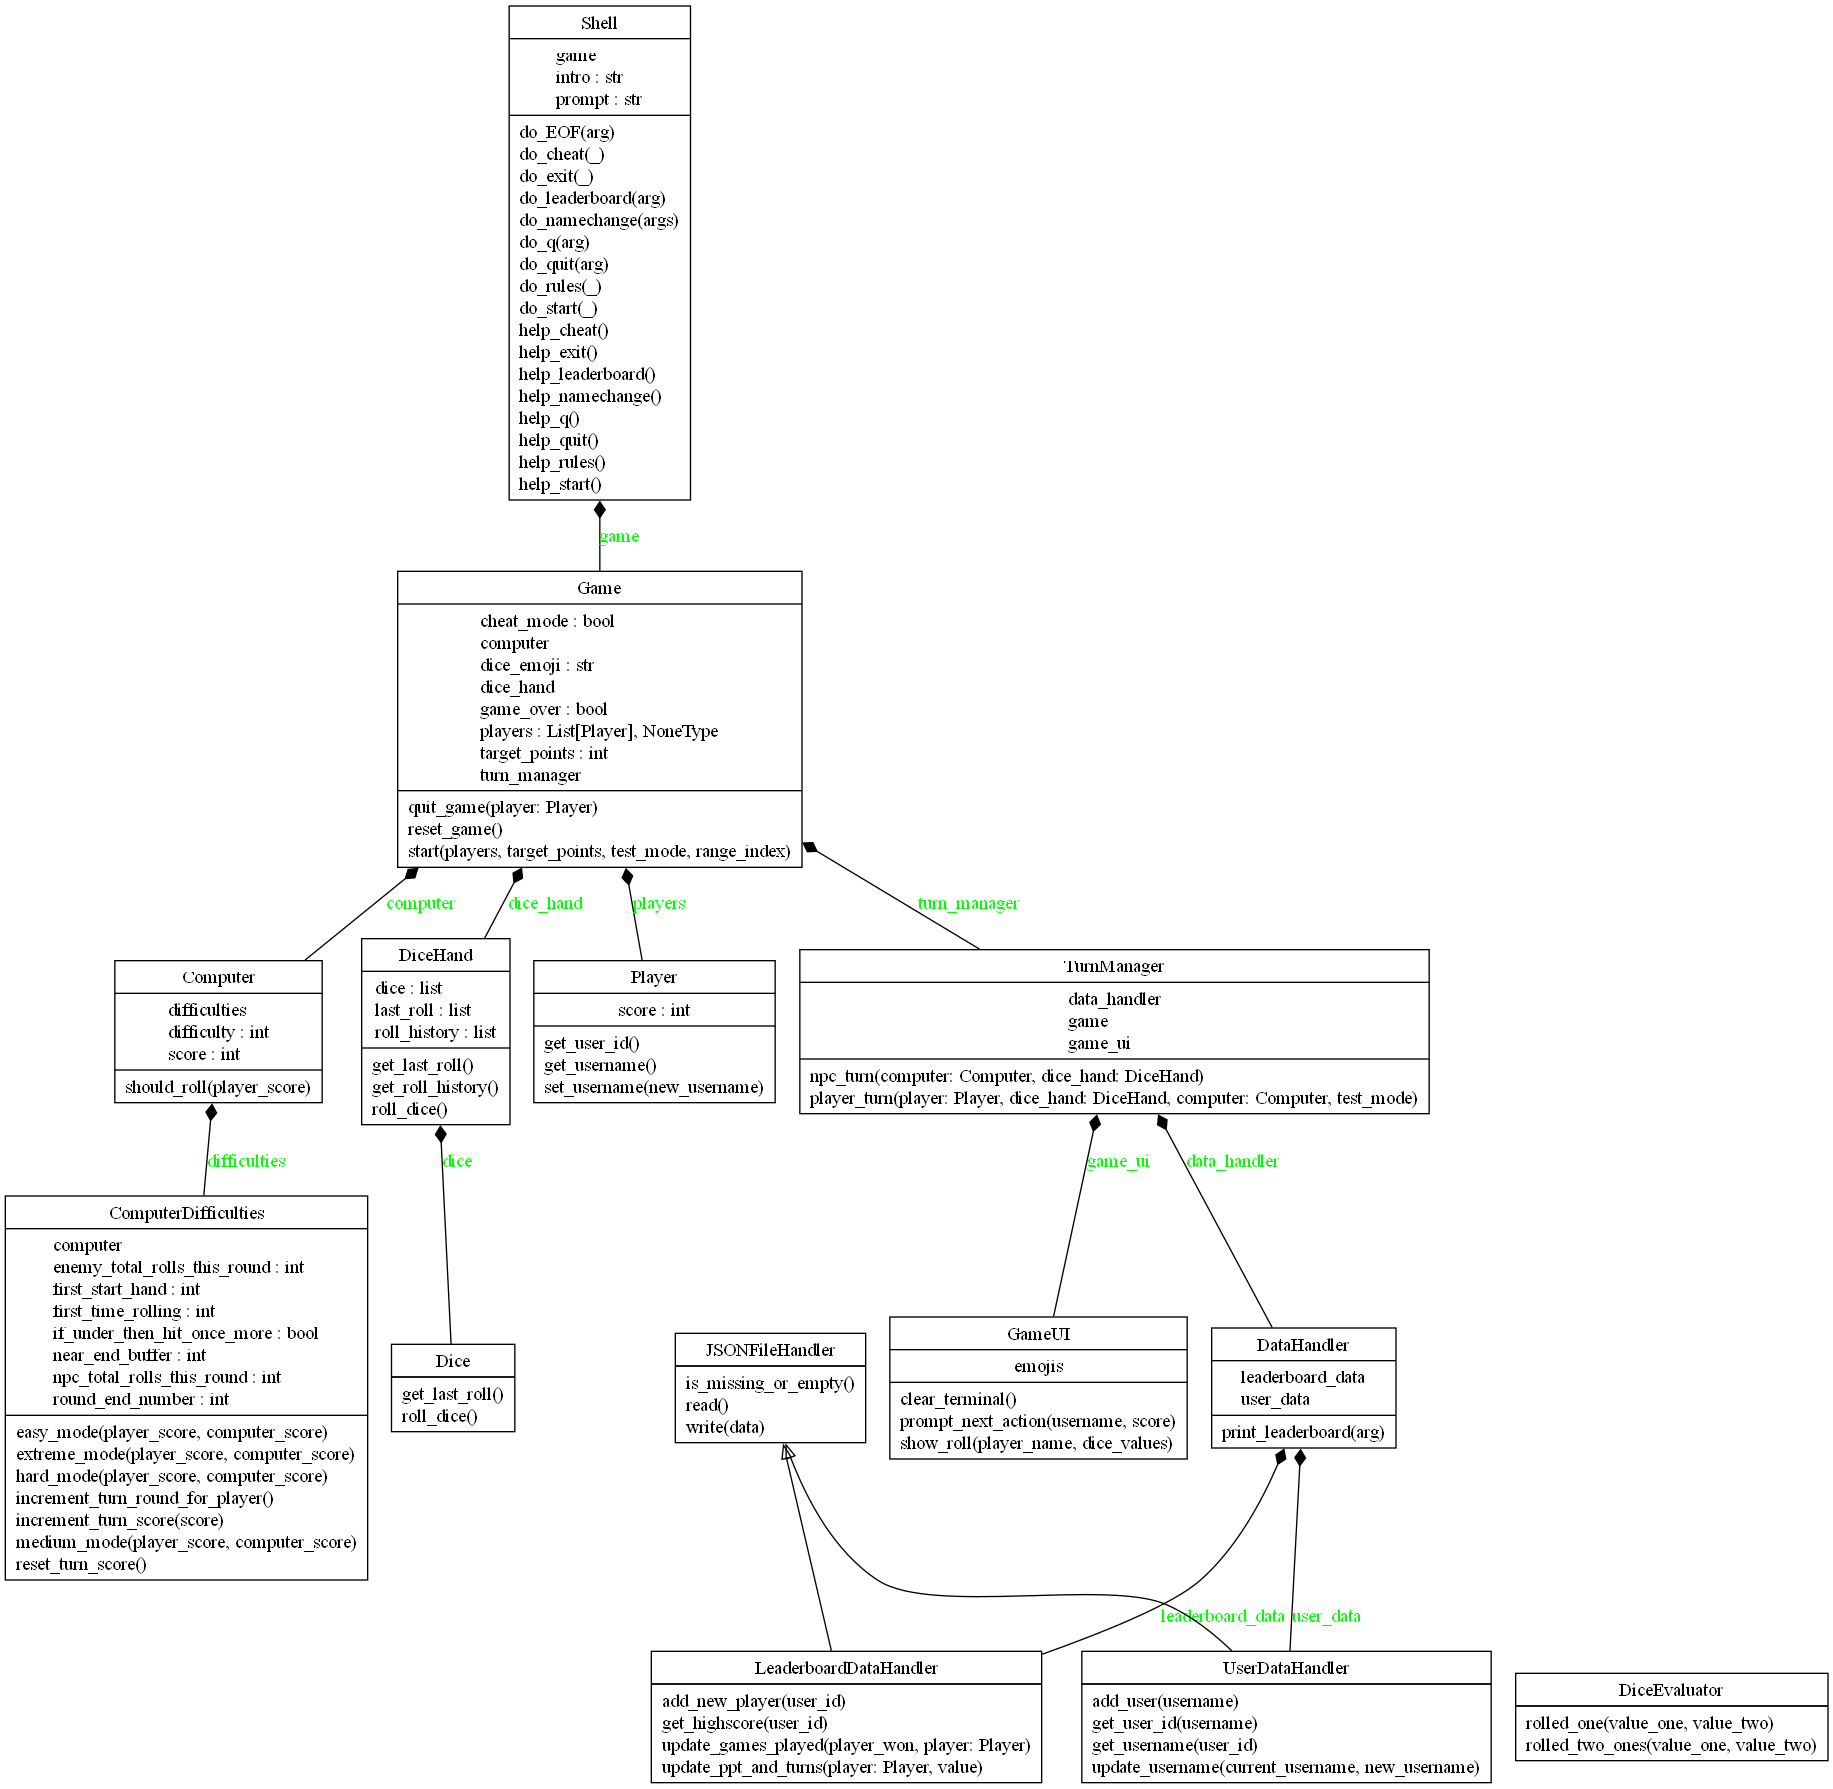 Shell
game
intro : str
prompt : str
do_EOF(arg)
do_cheat(_)
do_exit(_)
do_leaderboard(arg)
do_namechange(args)
do_q(arg)
do_quit(arg)
do_rules(_)
do_start(_)
help_cheat()
help_exit()
help_leaderboard()
help_namechange()
help_q()
help_quit()
help_rules()
help_start()
game
Game
cheat_mode : bool
computer
dice_emoji : str
dice_hand
game_over : bool
players : List[Player], NoneType
target_points : int
turn_manager
quit_game(player: Player)
reset_game()
start(players, target_points, test_mode, range_index)
computer
dice_hand
players
turn_manager
Computer
difficulties
difficulty : int
score : int
should_roll(player_score)
DiceHand
dice : list
last_roll : list
roll_history : list
get_last_roll()
get_roll_history()
roll_dice()
Player
score : int
get_user_id()
get_username()
set_username(new_username)
TurnManager
data_handler
game
game_ui
npc_turn(computer: Computer, dice_hand: DiceHand)
player_turn(player: Player, dice_hand: DiceHand, computer: Computer, test_mode)
difficulties
dice
game_ui
data_handler
ComputerDifficulties
computer
enemy_total_rolls_this_round : int
first_start_hand : int
first_time_rolling : int
if_under_then_hit_once_more : bool
near_end_buffer : int
npc_total_rolls_this_round : int
round_end_number : int
easy_mode(player_score, computer_score)
extreme_mode(player_score, computer_score)
hard_mode(player_score, computer_score)
increment_turn_round_for_player()
increment_turn_score(score)
medium_mode(player_score, computer_score)
reset_turn_score()
Dice
get_last_roll()
roll_dice()
JSONFileHandler
is_missing_or_empty()
read()
write(data)
GameUI
emojis
clear_terminal()
prompt_next_action(username, score)
show_roll(player_name, dice_values)
DataHandler
leaderboard_data
user_data
print_leaderboard(arg)
leaderboard_data
user_data
LeaderboardDataHandler
add_new_player(user_id)
get_highscore(user_id)
update_games_played(player_won, player: Player)
update_ppt_and_turns(player: Player, value)
UserDataHandler
add_user(username)
get_user_id(username)
get_username(user_id)
update_username(current_username, new_username)
DiceEvaluator
rolled_one(value_one, value_two)
rolled_two_ones(value_one, value_two)